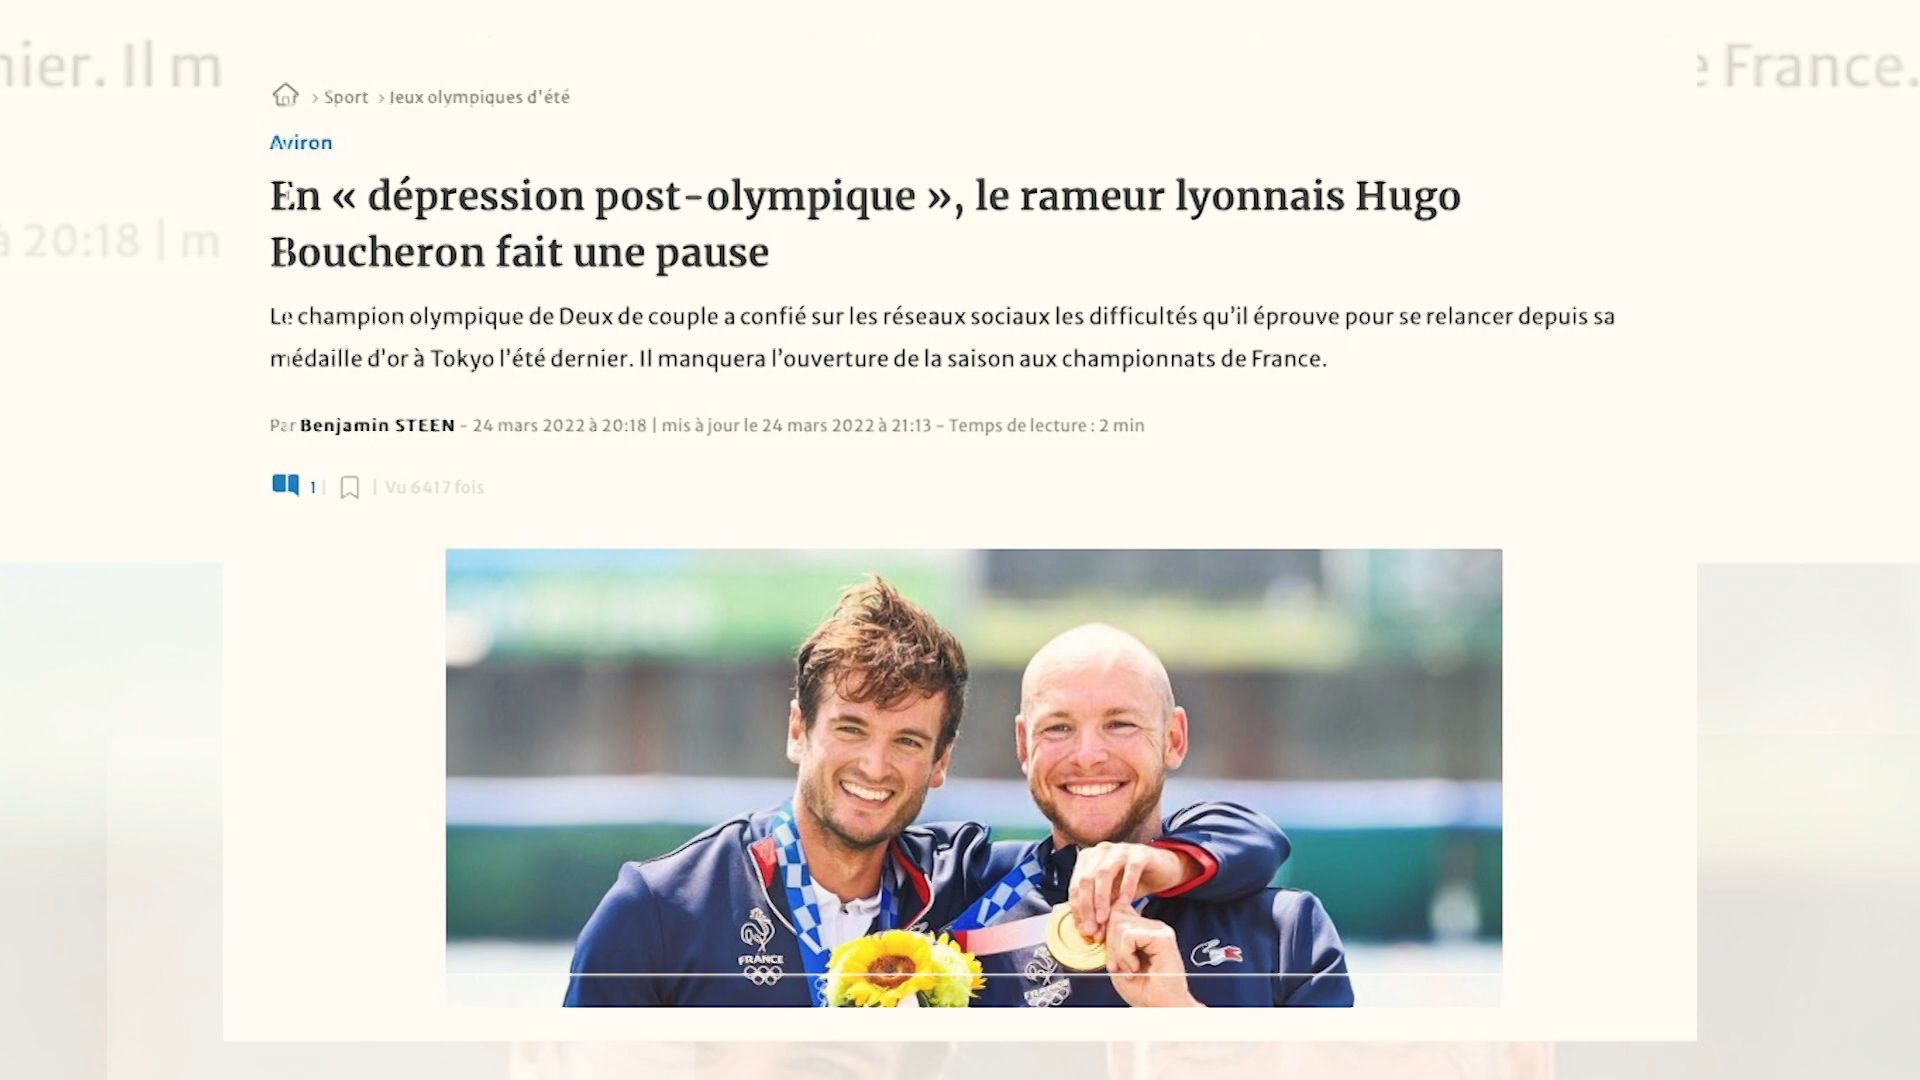 nier. Il m
e France.
> Sport > Jeux olympiques d'été
Aviron
En « dépression post-olympique », le rameur lyonnais Hugo
Boucheron fait une pause
à 20:18 | m
Le champion olympique de Deux de couple a confié sur les réseaux sociaux les difficultés qu’il éprouve pour se relancer depuis sa
médaille d’or à Tokyo l’été dernier. Il manquera l’ouverture de la saison aux championnats de France.
Par Benjamin STEEN - 24 mars 2022 à 20:18 | mis à jour le 24 mars 2022 à 21:13 - Temps de lecture : 2 min
1 | | Vu 6417 fois
FRANCE
FRANCE